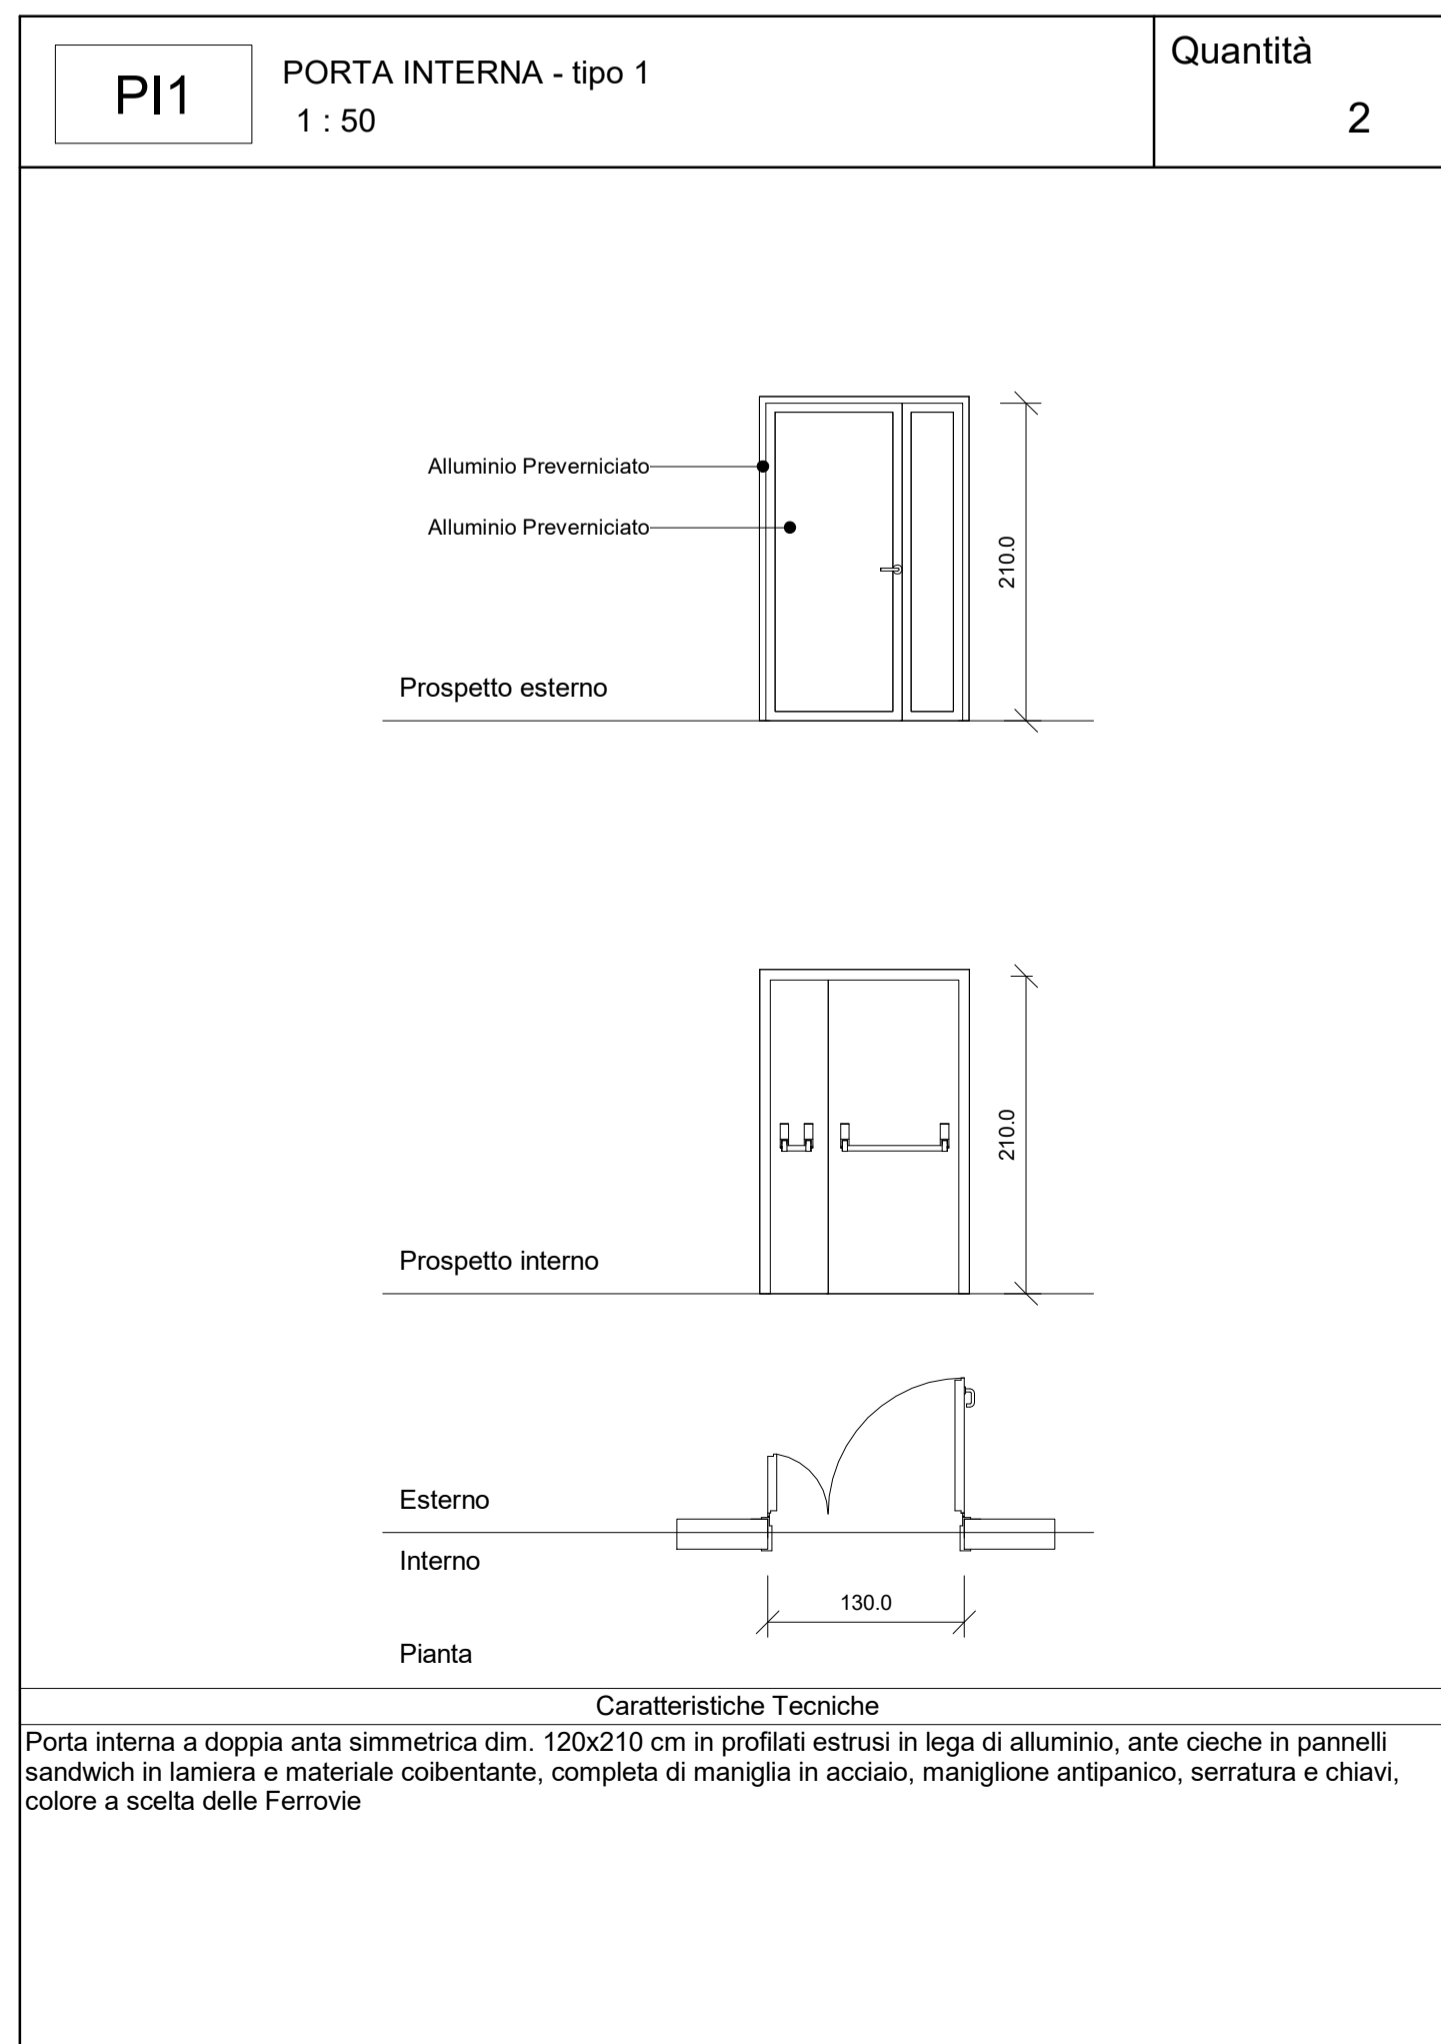 PI1
PORTA INTERNA - tipo 1
1 : 50
Quantità
2
Alluminio Preverniciato
Alluminio Preverniciato
210.0
Prospetto esterno
210.0
Prospetto interno
Esterno
Interno
130.0
Pianta
Caratteristiche Tecniche
Porta interna a doppia anta simmetrica dim. 120x210 cm in profilati estrusi in lega di alluminio, ante cieche in pannelli
sandwich in lamiera e materiale coibentante, completa di maniglia in acciaio, maniglione antipanico, serratura e chiavi,
colore a scelta delle Ferrovie